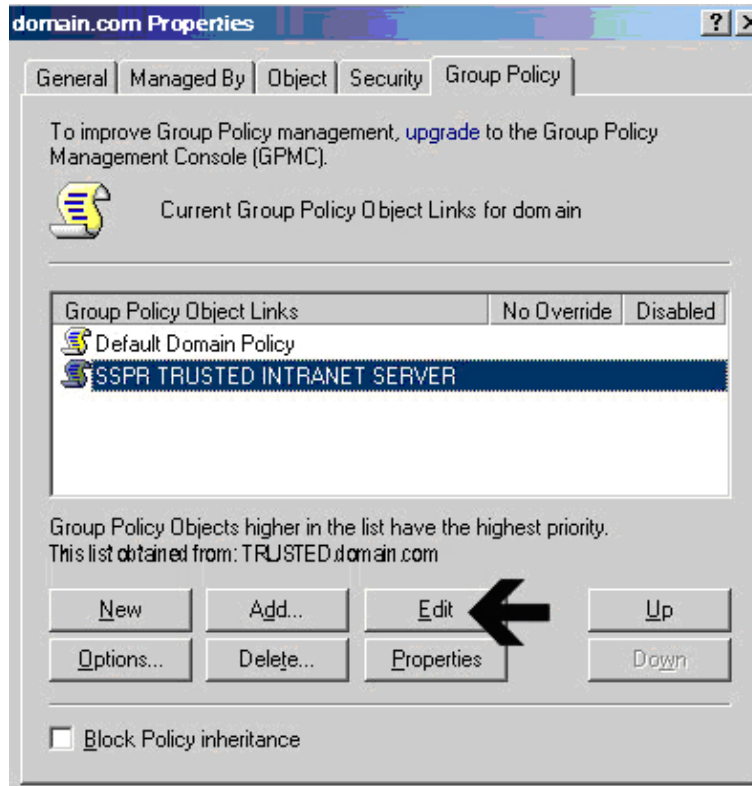 domain.com Properties
? X
General Managed By Object Security Group Policy
To improve Group Policy management, upgrade to the Group Policy
Management Console (GPMC).
Current Group Policy Object Links for domain
Group Policy Object Links No Override Disabled
Default Domain Policy
SSPR TRUSTED INTRANET SERVER
Group Policy Objects higher in the list have the highest priority.
This list obtained from: TRUSTED.domain.com
New Add... Edit Up
Options... Delete... Properties Down
Block Policy inheritance